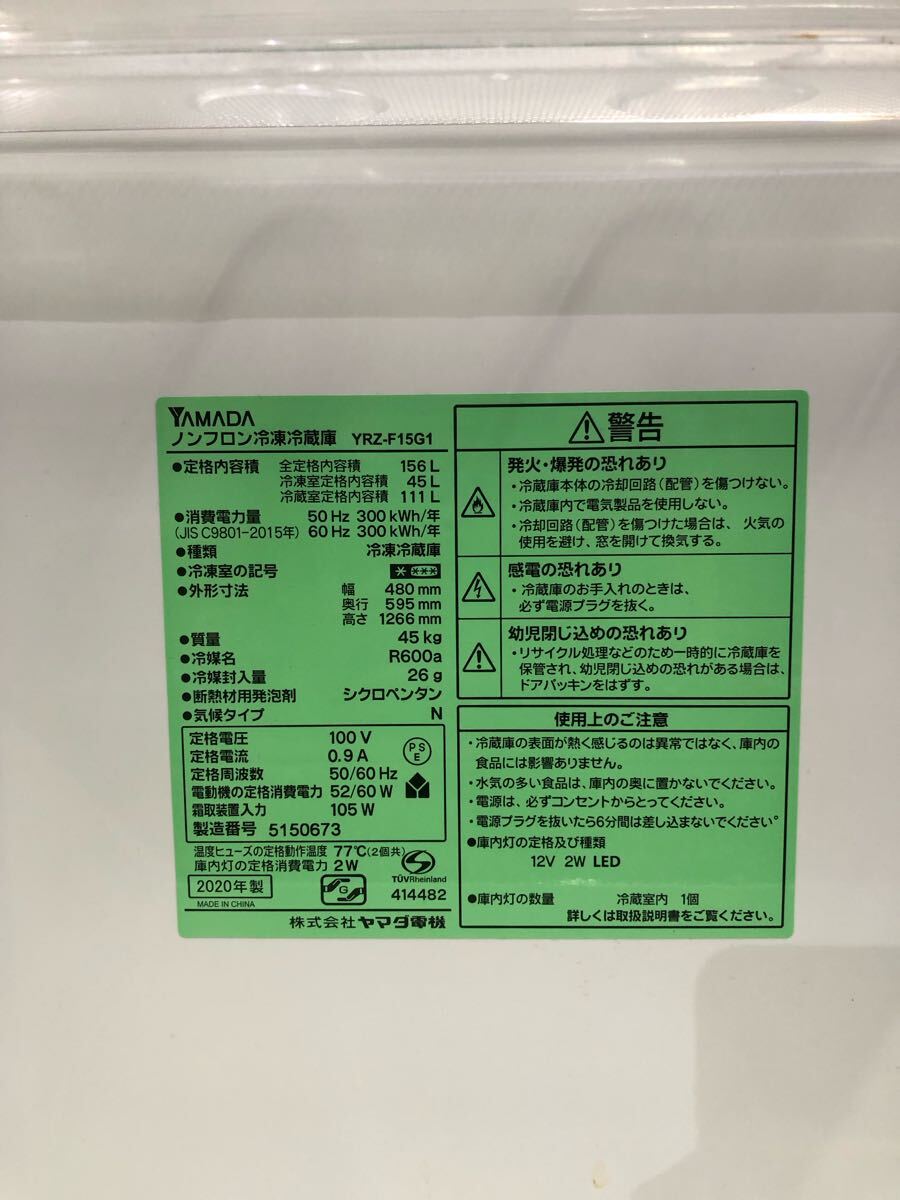 YAMADA
ノンフロン冷凍冷蔵庫 YRZ-F15G1
●定格内容積 全定格内容積 156 L
冷凍室定格内容積 45 L
冷蔵室定格内容積 111 L
●消費電力量 50 Hz 300 kWh/年
(JIS C9801-2015年) 60 Hz 300 kWh/年
●種類 冷凍冷蔵庫
●冷凍室の記号
●外形寸法 幅 480 mm
奥行 595 mm
高さ 1266 mm
●質量 45 kg
●冷媒名 R600a
●冷媒封入量 26 g
●断熱材用発泡剤 シクロペンタン
●気候タイプ N
定格電圧 100 V
定格電流 0.9 A
定格周波数 50/60 Hz
電動機の定格消費電力 52/60 W
霜取装置入力 105 W
製造番号 5150673
PS
E
温度ヒューズの定格動作温度 77℃(2個共)
庫内灯の定格消費電力 2 W
TÜVRheinland
2020年製
G
414482
MADE IN CHINA
株式会社ヤマダ電機
警告
発火・爆発の恐れあり
・冷蔵庫本体の冷却回路(配管)を傷つけない。
・冷蔵庫内で電気製品を使用しない。
・冷却回路(配管)を傷つけた場合は、火気の
使用を避け、窓を開けて換気する。
感電の恐れあり
・冷蔵庫のお手入れのときは、
必ず電源プラグを抜く。
幼児閉じ込めの恐れあり
・リサイクル処理などのため一時的に冷蔵庫を
保管され、幼児閉じ込めの恐れがある場合は、
ドアパッキンをはずす。
使用上のご注意
・冷蔵庫の表面が熱く感じるのは異常ではなく、庫内の
食品には影響ありません。
・水気の多い食品は、庫内の奥に置かないでください。
・電源は、必ずコンセントからとってください。
・電源プラグを抜いたら6分間は差し込まないでください。
●庫内灯の定格及び種類
12V 2W LED
●庫内灯の数量 冷蔵室内 1個
詳しくは取扱説明書をご覧ください。